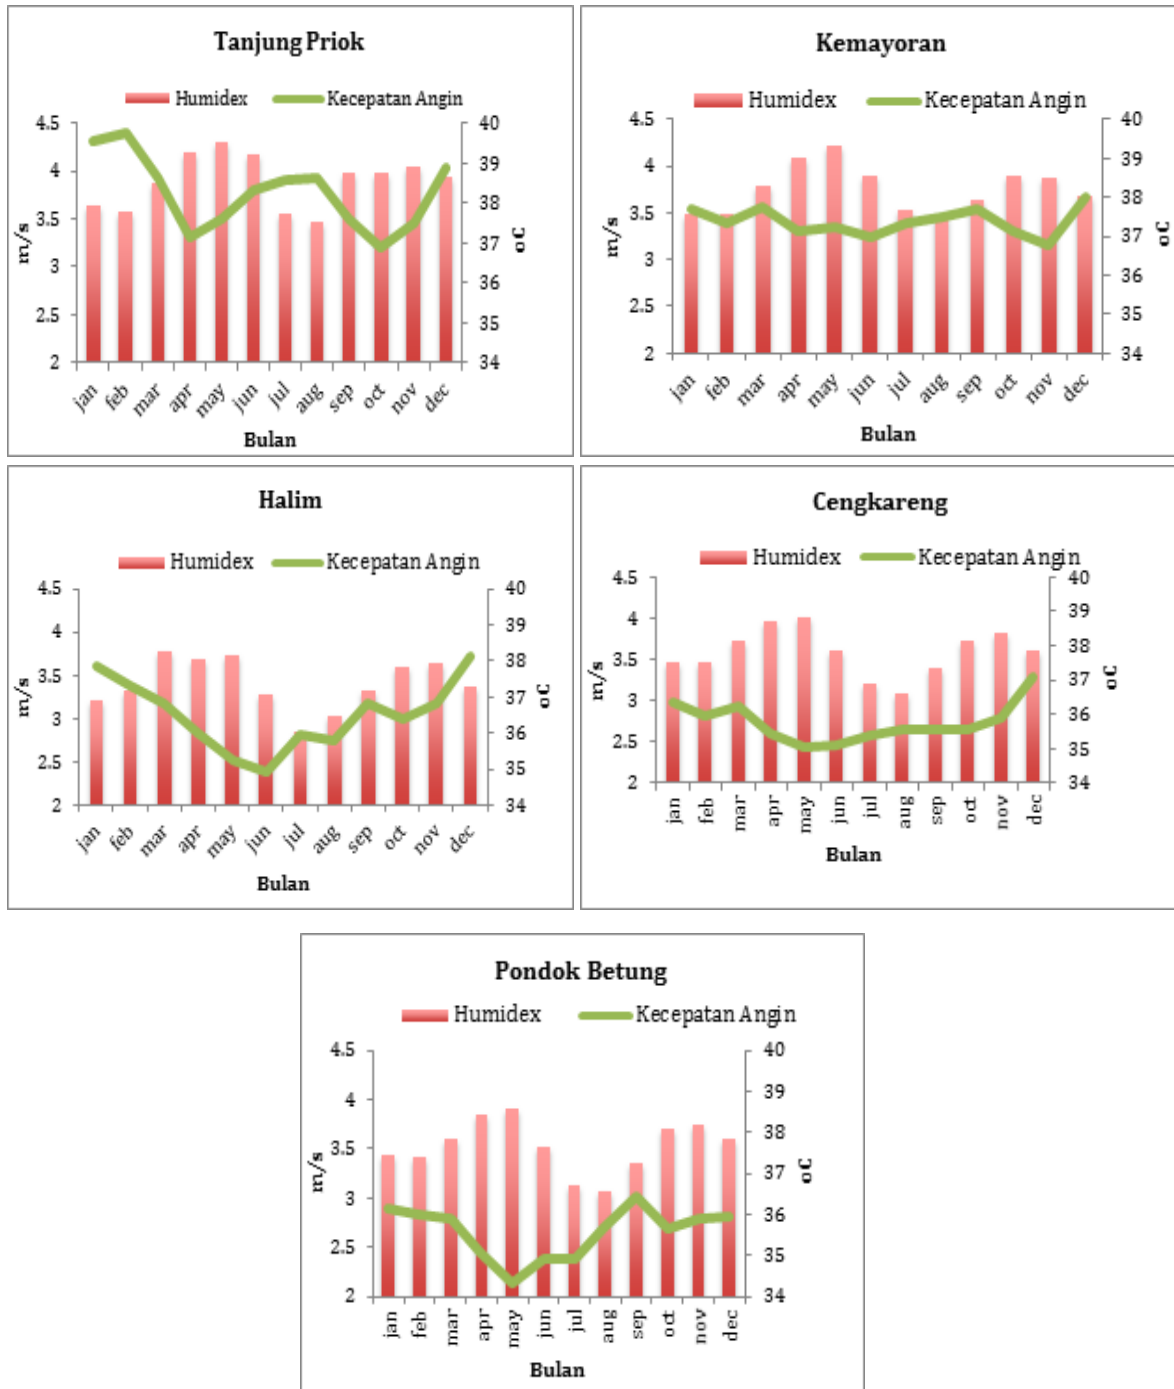 Tanjung Priok
Humidex Kecepatan Angin
4.5 40
4 39
3.5 38
3 37
2.5 36
2 35
34
m/s
oC
jan feb mar apr may jun jul aug sep oct nov dec
Bulan
Kemayoran
Humidex Kecepatan Angin
4.5 40
4 39
3.5 38
3 37
2.5 36
2 35
34
m/s
oC
jan feb mar apr may jun jul aug sep oct nov dec
Bulan
Halim
Humidex Kecepatan Angin
4.5 40
4 39
3.5 38
3 37
2.5 36
2 35
34
m/s
oC
jan feb mar apr may jun jul aug sep oct nov dec
Bulan
Cengkareng
Humidex Kecepatan Angin
4.5 40
4 39
3.5 38
3 37
2.5 36
2 35
34
m/s
oC
jan feb mar apr may jun jul aug sep oct nov dec
Bulan
Pondok Betung
Humidex Kecepatan Angin
4.5 40
4 39
3.5 38
3 37
2.5 36
2 35
34
m/s
oC
jan feb mar apr may jun jul aug sep oct nov dec
Bulan